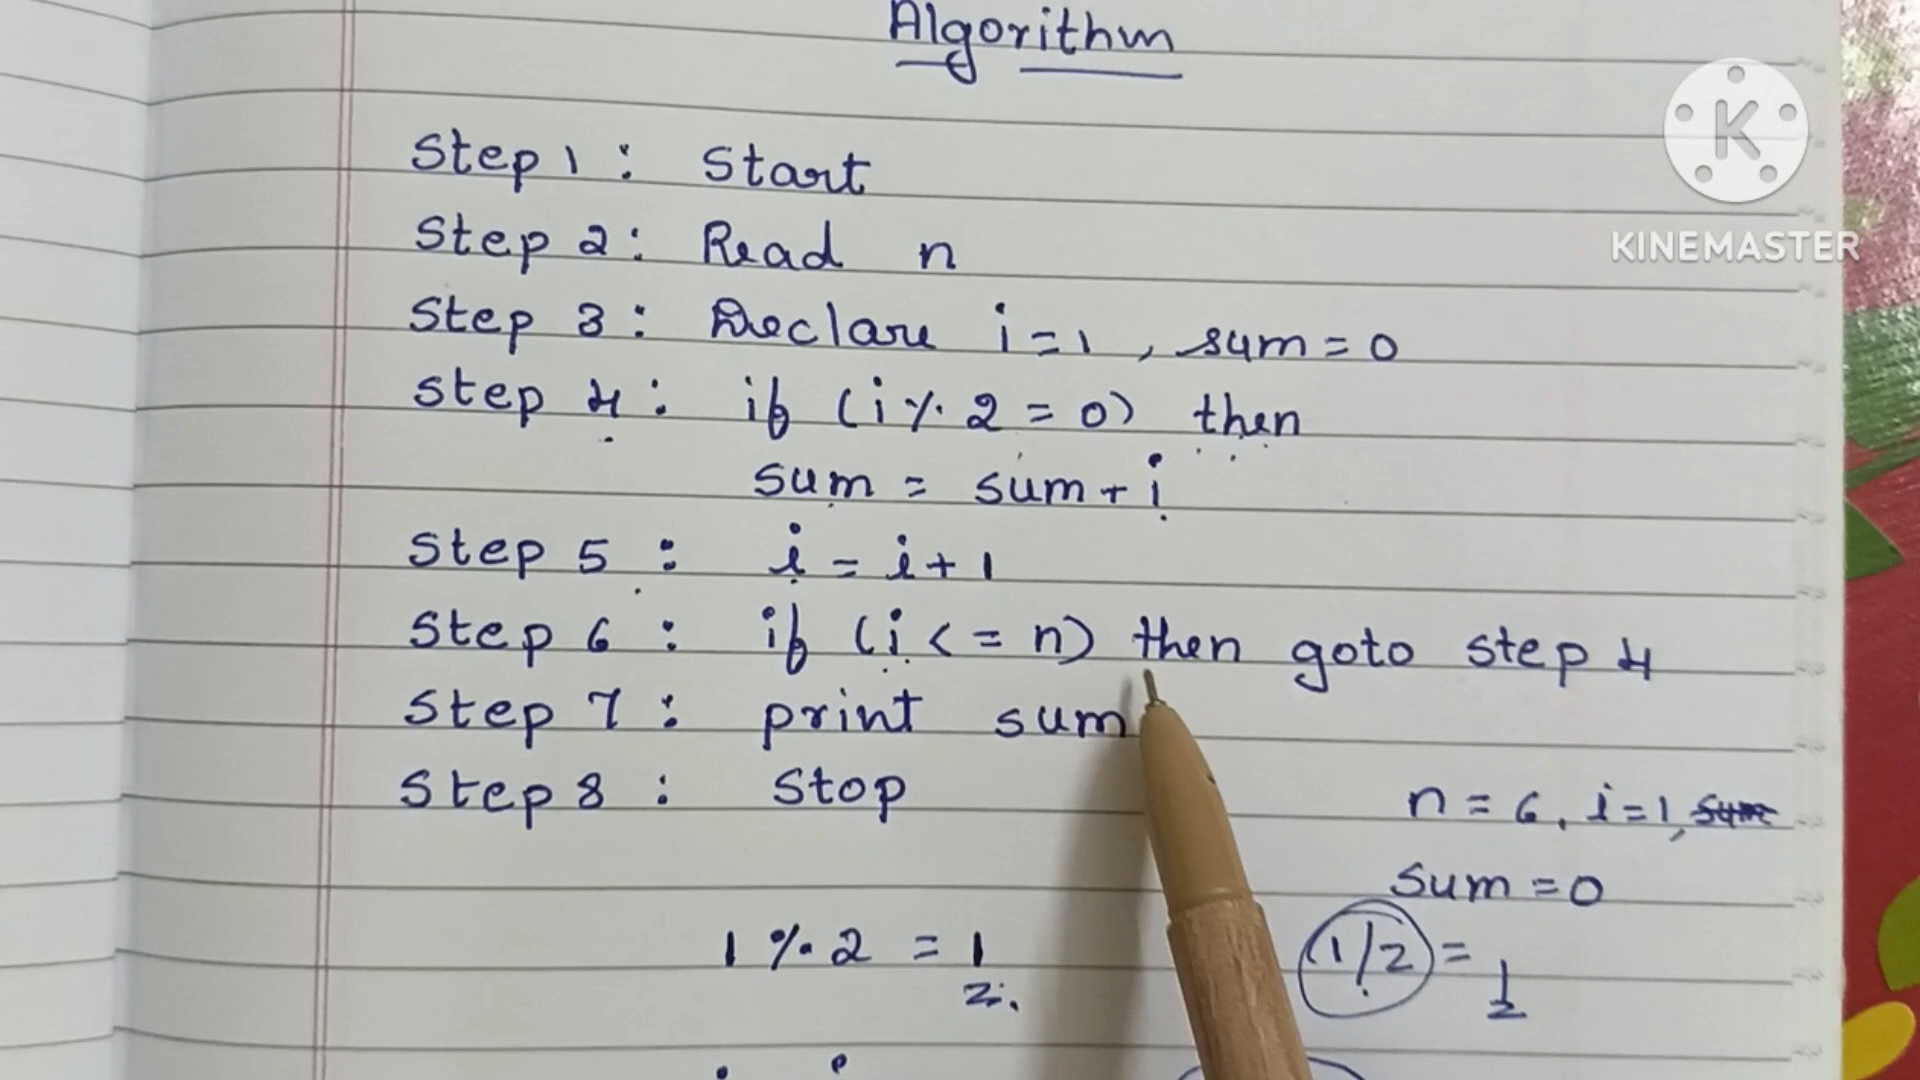 Algorithm
KINEMASTER
Step 1 : Start
Step 2 : Read n
Step 3 : Declare i = 1 , sum = 0
Step 4 : if ( i % 2 = 0 ) then
sum = sum + i
Step 5 : i = i + 1
Step 6 : if ( i < = n ) then goto step 4
Step 7 : print sum
Step 8 : Stop
n = 6 , i = 1 ,
sum = 0
1 % 2 = 1
1/2 = 1/2